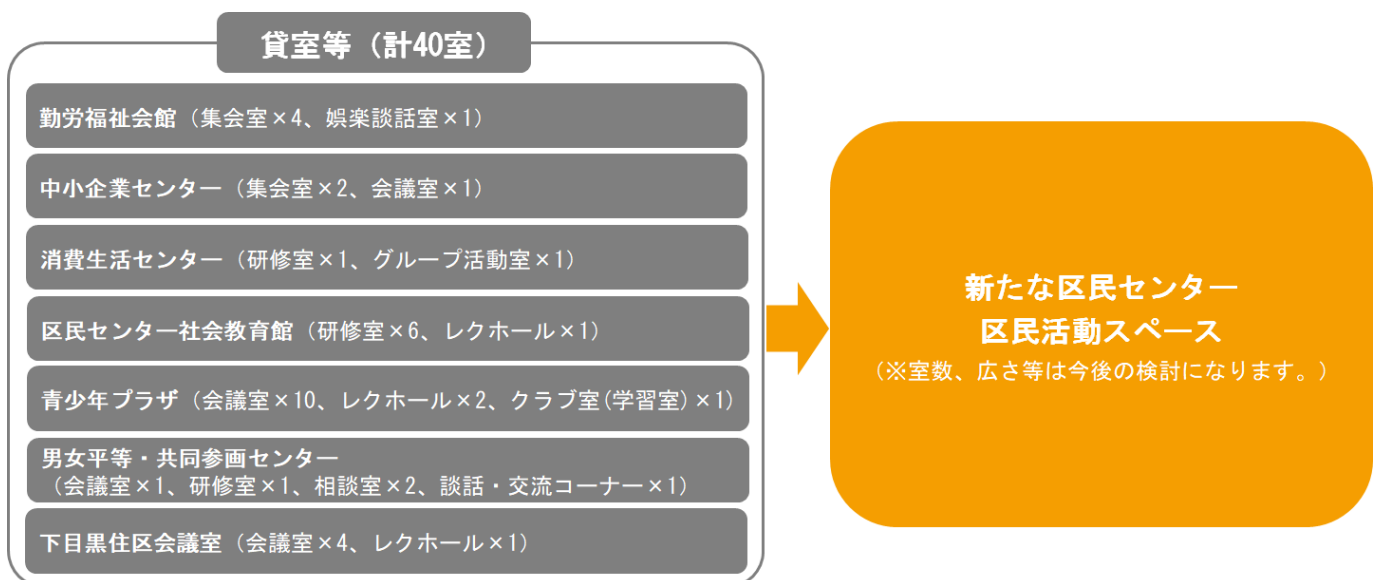 貸室等（計40室）
勤労福祉会館（集会室×4、娯楽談話室×1）
中小企業センター（集会室×2、会議室×1）
消費生活センター（研修室×1、グループ活動室×1）
区民センター社会教育館（研修室×6、レクホール×1）
青少年プラザ（会議室×10、レクホール×2、クラブ室(学習室)×1）
男女平等・共同参画センター
（会議室×1、研修室×1、相談室×2、談話・交流コーナー×1）
下目黒住区会議室（会議室×4、レクホール×1）
新たな区民センター
区民活動スペース
（※室数、広さ等は今後の検討になります。）